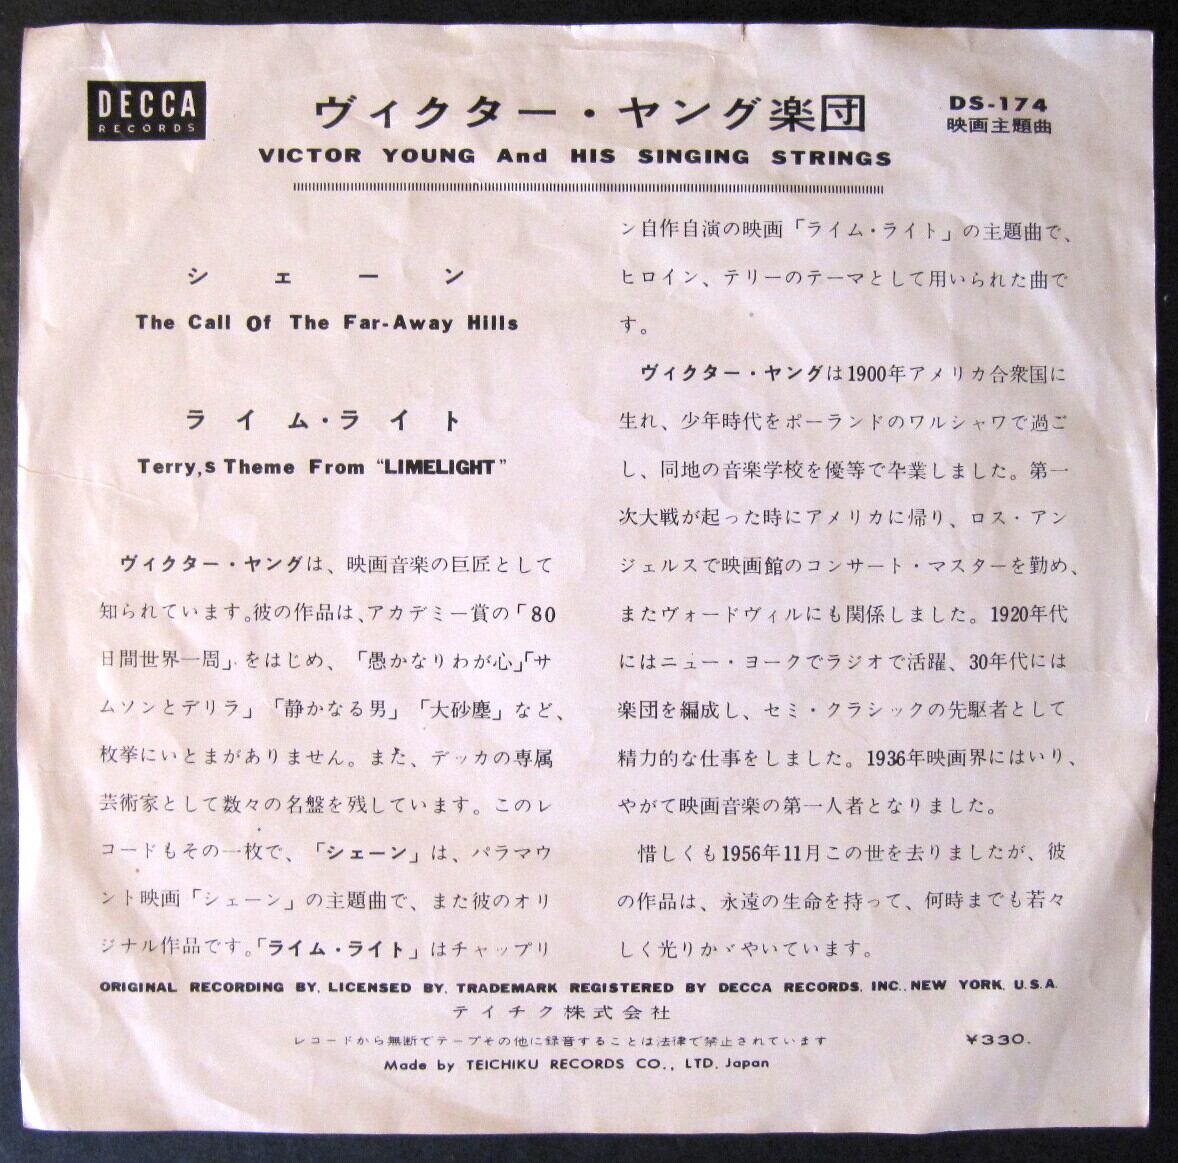 DECCA
RECORDS
ヴィクター・ヤング楽団
VICTOR YOUNG And HIS SINGING STRINGS
DS-174
映画主題曲
シェーン
The Call Of The Far-Away Hills
ライム・ライト
Terry,s Theme From “LIMELIGHT”
ヴィクター・ヤングは、映画音楽の巨匠として
知られています。彼の作品は、アカデミー賞の「80
日間世界一周」をはじめ、「愚かなりわが心」「サ
ムソンとデリラ」「静かなる男」「大砂塵」など、
枚挙にいとまがありません。また、デッカの専属
芸術家として数々の名盤を残しています。このレ
コードもその一枚で、「シェーン」は、パラマウ
ント映画「シェーン」の主題曲で、また彼のオリ
ジナル作品です。「ライム・ライト」はチャップリ
ン自作自演の映画「ライム・ライト」の主題曲で、
ヒロイン、テリーのテーマとして用いられた曲で
す。
ヴィクター・ヤングは1900年アメリカ合衆国に
生れ、少年時代をポーランドのワルシャワで過ご
し、同地の音楽学校を優等で卒業しました。第一
次大戦が起った時にアメリカに帰り、ロス・アン
ジェルスで映画館のコンサート・マスターを勤め、
またヴォードヴィルにも関係しました。1920年代
にはニュー・ヨークでラジオで活躍、30年代には
楽団を編成し、セミ・クラシックの先駆者として
精力的な仕事をしました。1936年映画界にはいり、
やがて映画音楽の第一人者となりました。
惜しくも1956年11月この世を去りましたが、彼
の作品は、永遠の生命を持って、何時までも若々
しく光りかゞやいています。
ORIGINAL RECORDING BY, LICENSED BY, TRADEMARK REGISTERED BY DECCA RECORDS, INC., NEW YORK, U.S.A.
テイチク株式会社
レコードから無断でテープその他に録音することは法律で禁止されています
¥330.
Made by TEICHIKU RECORDS CO., LTD. Japan